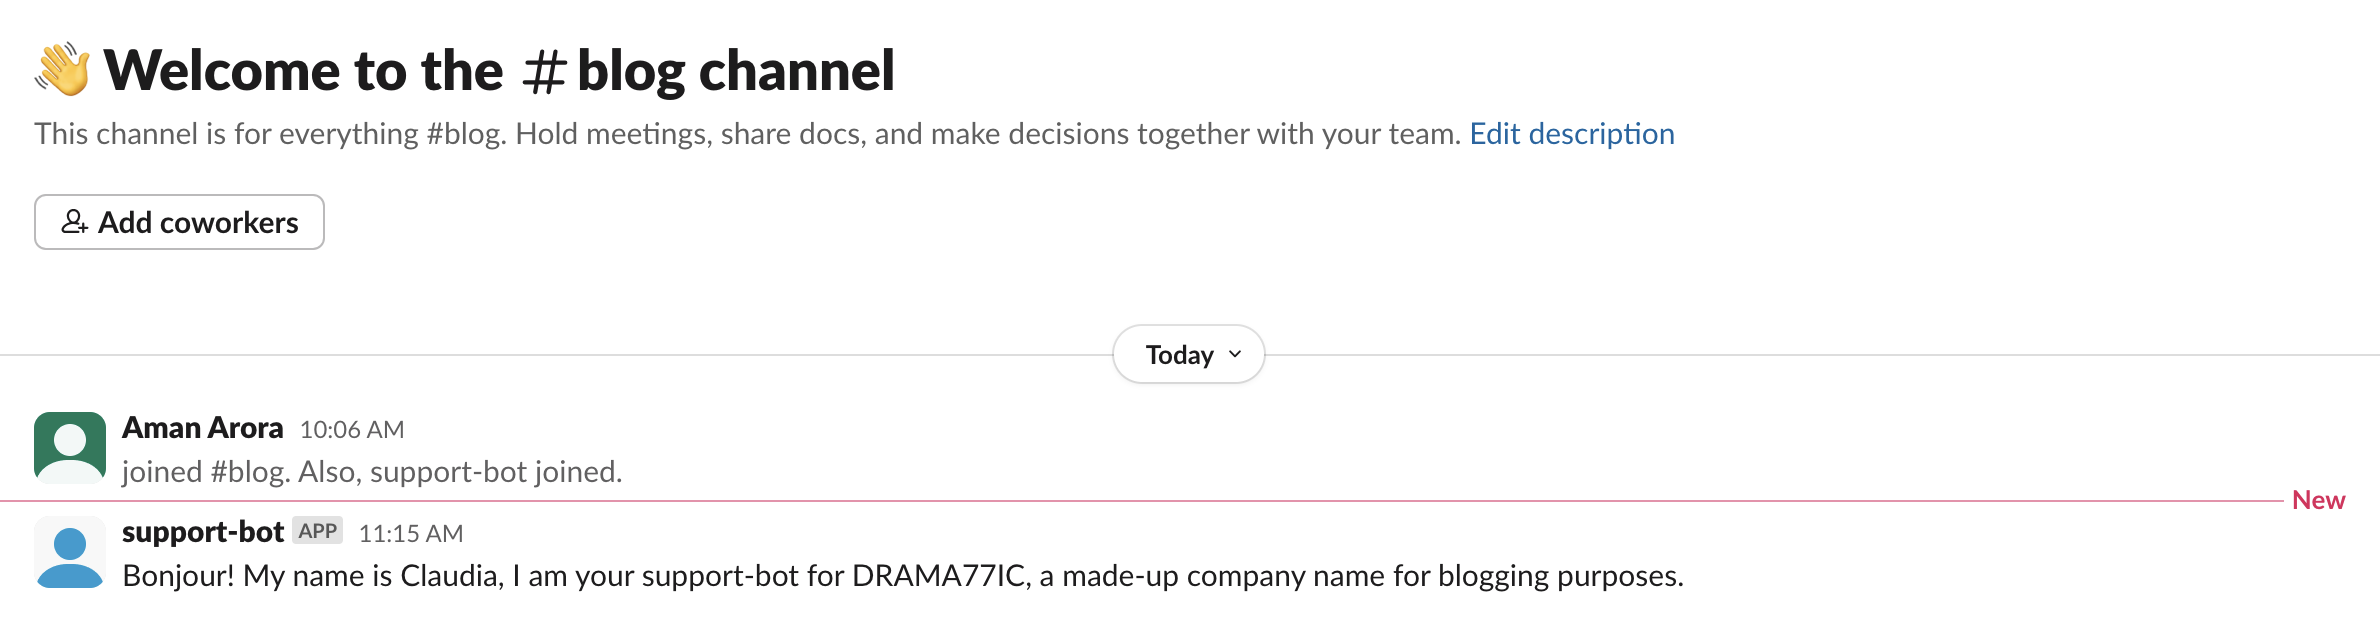 👋 Welcome to the # blog channel
This channel is for everything #blog. Hold meetings, share docs, and make decisions together with your team. Edit description
Add coworkers
Today
Aman Arora 10:06 AM
joined #blog. Also, support-bot joined.
New
support-bot APP 11:15 AM
Bonjour! My name is Claudia, I am your support-bot for DRAMA77IC, a made-up company name for blogging purposes.